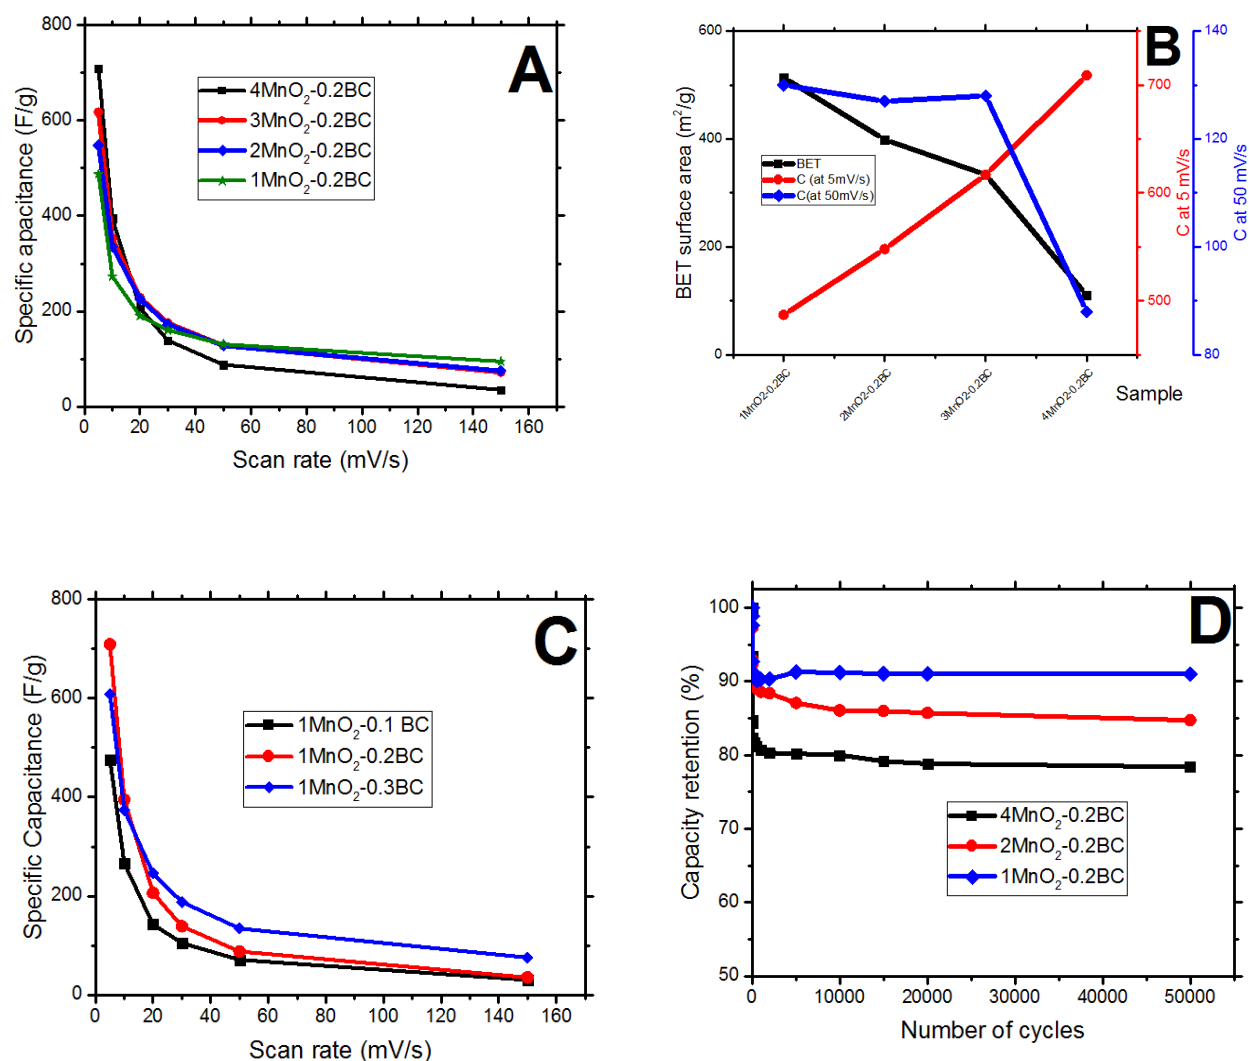 A
Specific apacitance (F/g)
800
600
400
200
0
4MnO₂-0.2BC
3MnO₂-0.2BC
2MnO₂-0.2BC
1MnO₂-0.2BC
0 20 40 60 80 100 120 140 160
Scan rate (mV/s)
B
BET surface area (m²/g)
600
400
200
0
BET
C (at 5mV/s)
C(at 50mV/s)
700
600
500
C at 5 mV/s
140
120
100
80
C at 50 mV/s
1MnO2-0.2BC
2MnO2-0.2BC
3MnO2-0.2BC
4MnO2-0.2BC
Sample
C
Specific Capacitance (F/g)
800
600
400
200
0
1MnO₂-0.1 BC
1MnO₂-0.2BC
1MnO₂-0.3BC
0 20 40 60 80 100 120 140 160
Scan rate (mV/s)
D
Capacity retention (%)
100
90
80
70
60
50
4MnO₂-0.2BC
2MnO₂-0.2BC
1MnO₂-0.2BC
0 10000 20000 30000 40000 50000
Number of cycles